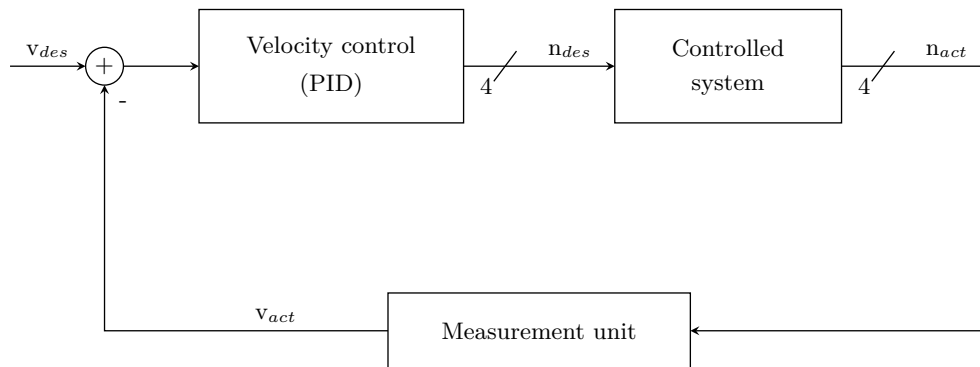 v_des
+
-
Velocity control
(PID)
4
n_des
Controlled
system
4
n_act
v_act
Measurement unit